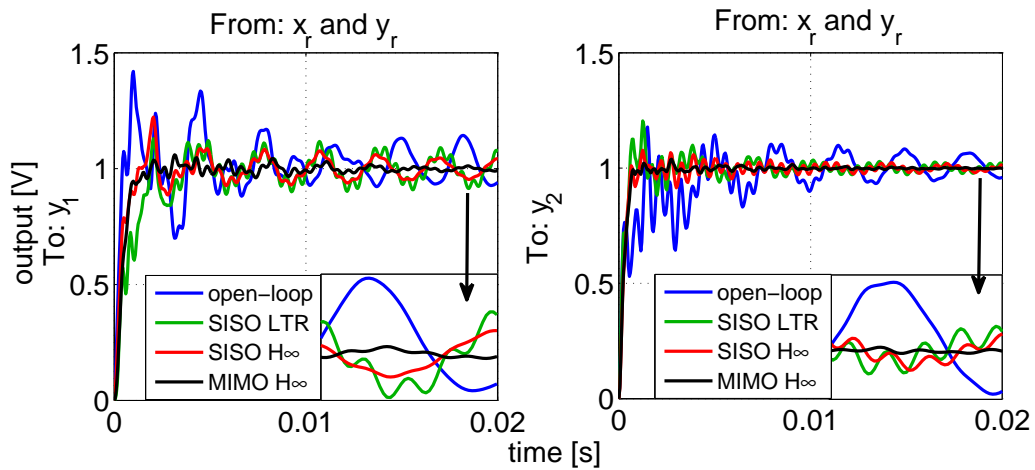 From: x_r and y_r
output [V]
To: y_1
1.5
1
0.5
0
open−loop
SISO LTR
SISO H∞
MIMO H∞
0
0.01
0.02
From: x_r and y_r
To: y_2
1.5
1
0.5
0
open−loop
SISO LTR
SISO H∞
MIMO H∞
0
0.01
0.02
time [s]